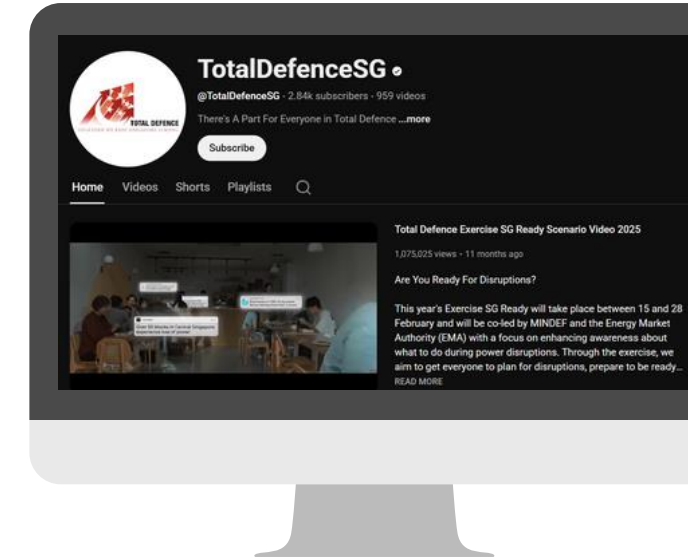 TotalDefenceSG
@TotalDefenceSG · 2.84k subscribers · 959 videos
There's A Part For Everyone in Total Defence ...more
Subscribe
TOTAL DEFENCE
Home Videos Shorts Playlists
Total Defence Exercise SG Ready Scenario Video 2025
1,075,025 views · 11 months ago
Are You Ready For Disruptions?
This year's Exercise SG Ready will take place between 15 and 28
February and will be co-led by MINDEF and the Energy Market
Authority (EMA) with a focus on enhancing awareness about
what to do during power disruptions. Through the exercise, we
aim to get everyone to plan for disruptions, prepare to be ready...
READ MORE